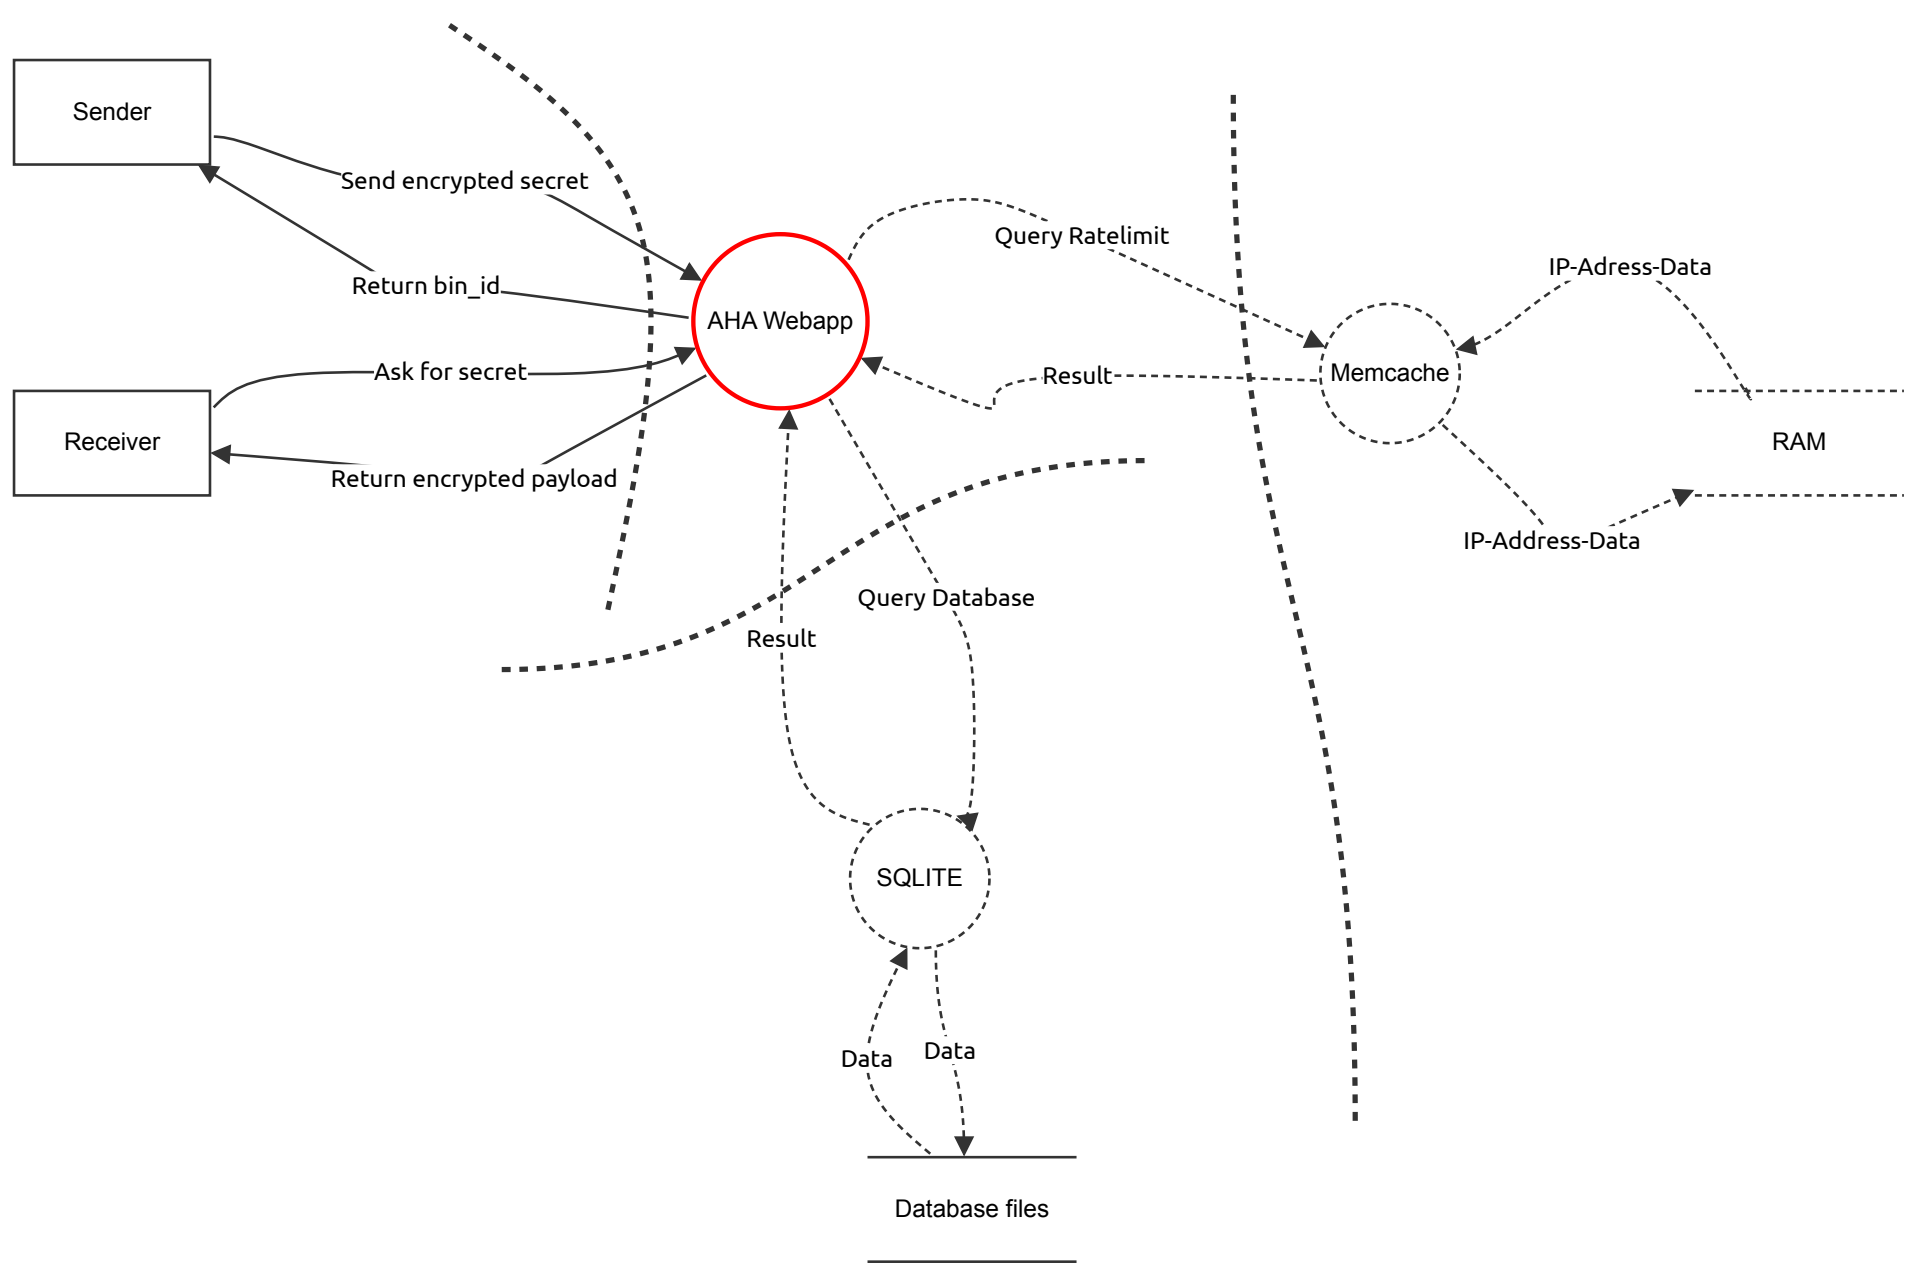 Sender
Send encrypted secret
Return bin_id
AHA Webapp
Ask for secret
Receiver
Return encrypted payload
Query Ratelimit
Result
Memcache
IP-Adress-Data
RAM
IP-Address-Data
Query Database
Result
SQLITE
Data
Data
Database files